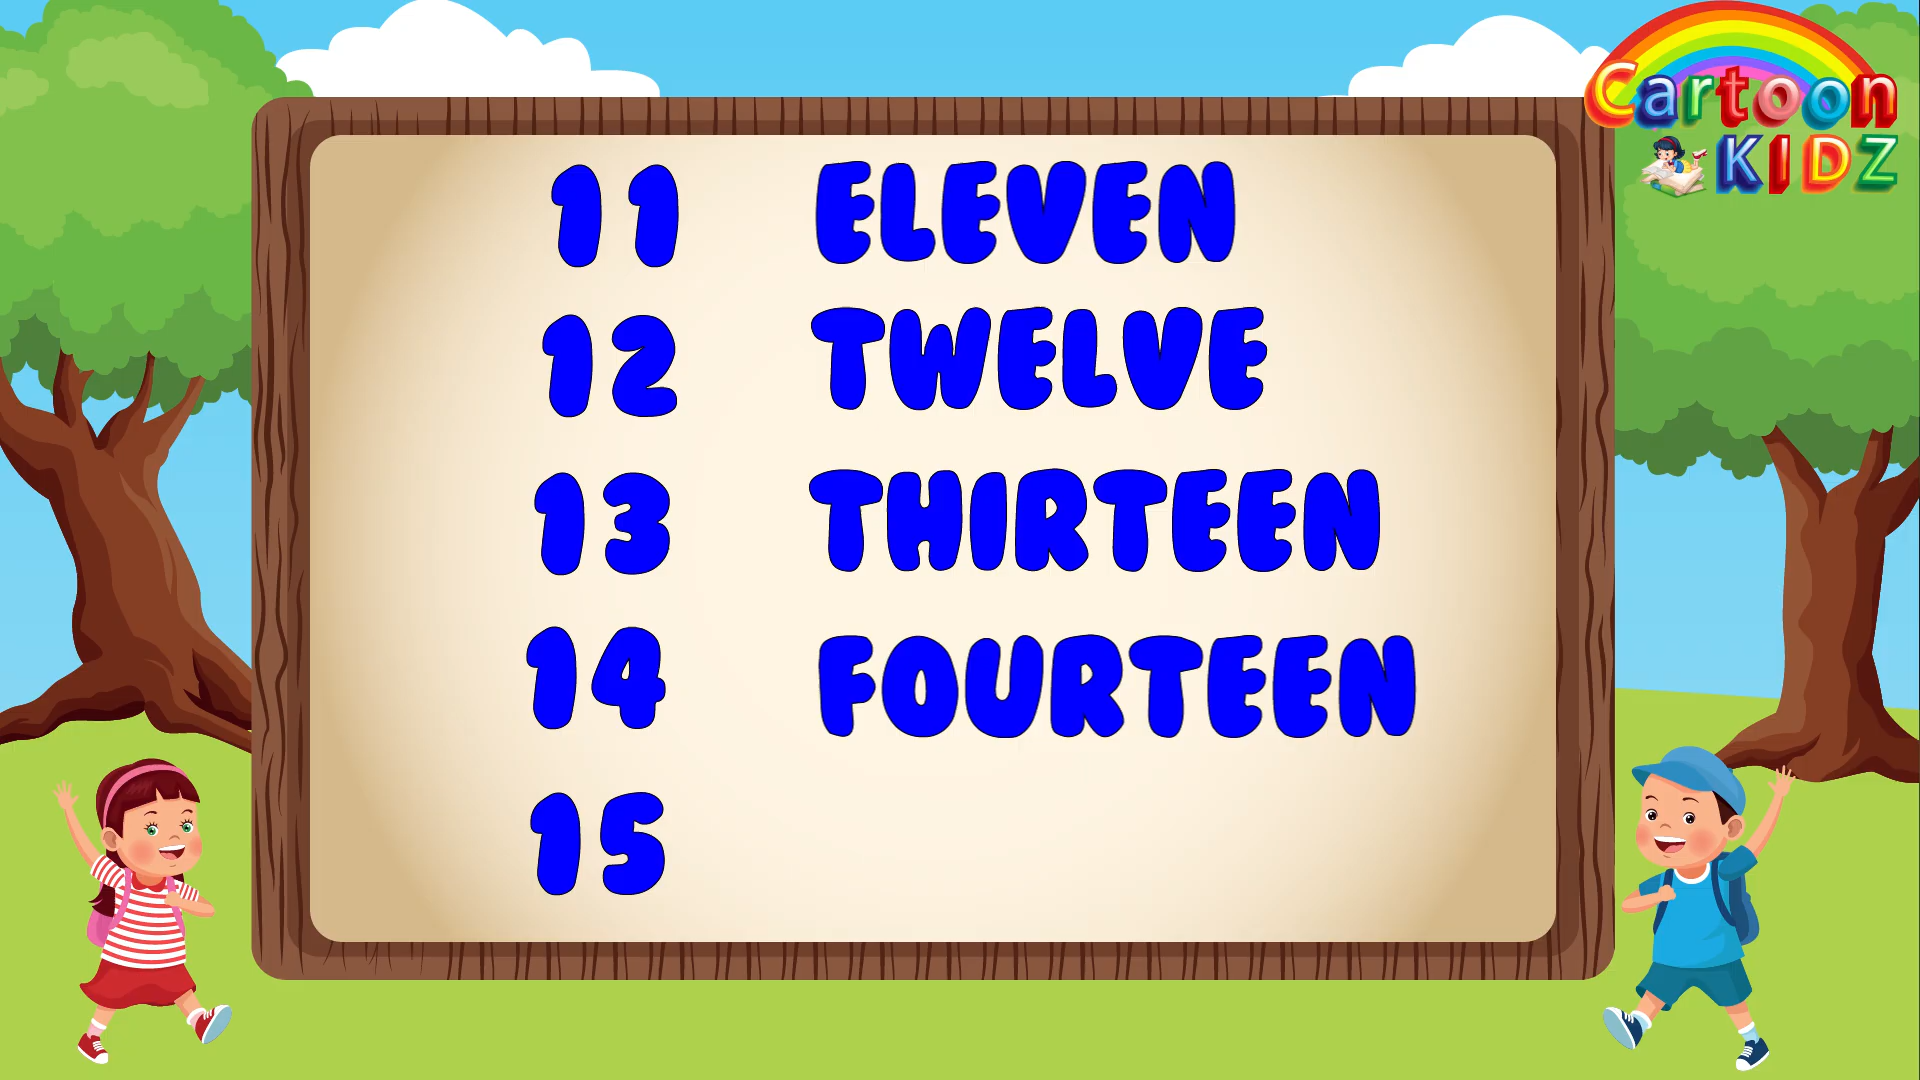 Cartoon
KIDZ
11 ELEVEN
12 TWELVE
13 THIRTEEN
14 FOURTEEN
15